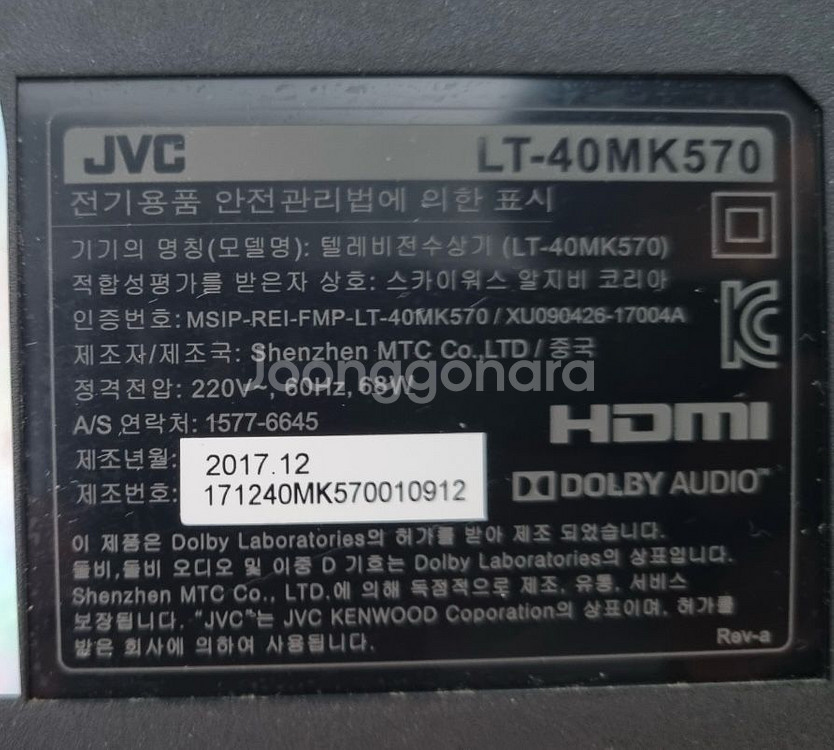 JVC LT-40MK570
전기용품 안전관리법에 의한 표시
기기의 명칭(모델명): 텔레비전수상기 (LT-40MK570)
적합성평가를 받은자 상호: 스카이워스 알지비 코리아
인증번호: MSIP-REI-FMP-LT-40MK570 / XU090426-17004A
제조자/제조국: Shenzhen MTC Co.,LTD / 중국
Joonggonara
정격전압: 220V~, 60Hz, 68W
A/S 연락처: 1577-6645
HDMI
제조년월: 2017.12
제조번호: 171240MK570010912
DOLBY AUDIO™
이 제품은 Dolby Laboratories의 허가를 받아 제조 되었습니다.
돌비,돌비 오디오 및 이중 D 기호는 Dolby Laboratories의 상표입니다.
Shenzhen MTC Co., LTD.에 의해 독점적으로 제조, 유통, 서비스
보장됩니다. "JVC"는 JVC KENWOOD Coporation의 상표이며, 허가를
받은 회사에 의하여 사용됩니다.
Rev-a